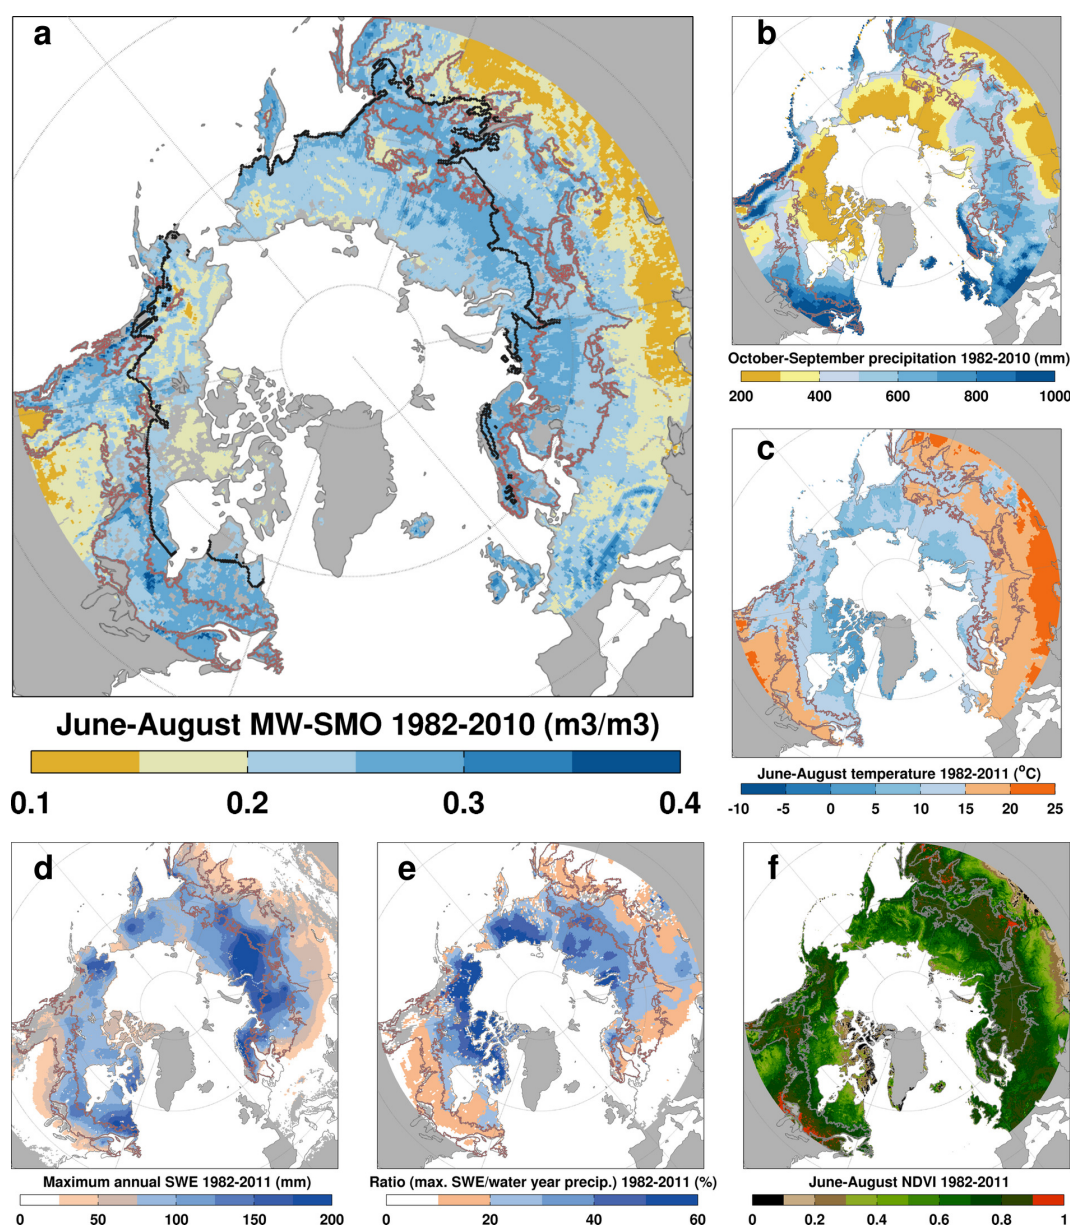 a
June-August MW-SMO 1982-2010 (m3/m3)
0.1 0.2 0.3 0.4
b
October-September precipitation 1982-2010 (mm)
200 400 600 800 1000
c
June-August temperature 1982-2011 (°C)
-10 -5 0 5 10 15 20 25
d
Maximum annual SWE 1982-2011 (mm)
0 50 100 150 200
e
Ratio (max. SWE/water year precip.) 1982-2011 (%)
0 20 40 60
f
June-August NDVI 1982-2011
0 0.2 0.4 0.6 0.8 1